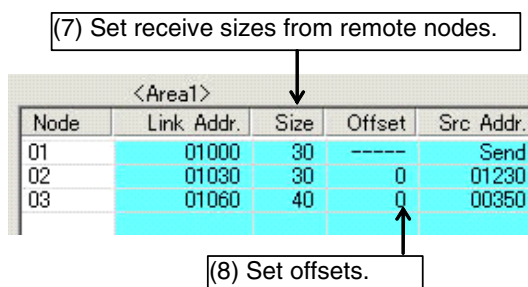 (7) Set receive sizes from remote nodes.
<Area1>
Node Link Addr. Size Offset Src Addr.
01 01000 30 ----- Send
02 01030 30 0 01230
03 01060 40 0 00350
(8) Set offsets.